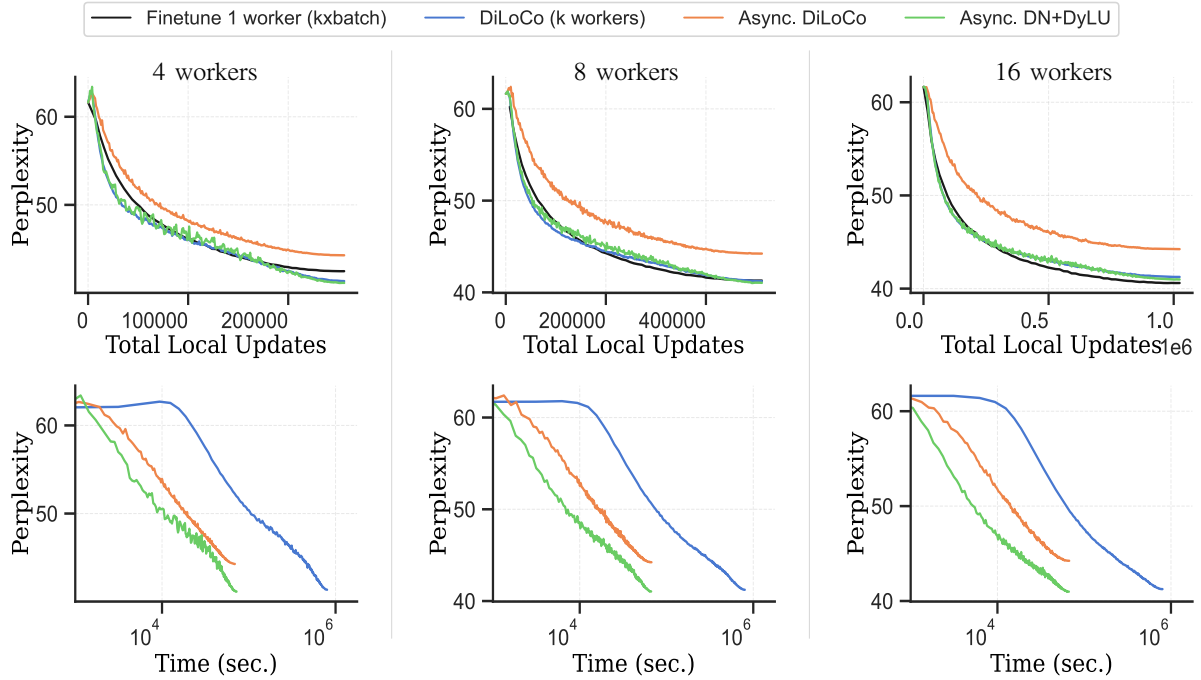 Finetune 1 worker (kxbatch) DiLoCo (k workers) Async. DiLoCo Async. DN+DyLU
4 workers
Perplexity
60
50
0 100000 200000
Total Local Updates
8 workers
Perplexity
60
50
40
0 200000 400000
Total Local Updates
16 workers
Perplexity
60
50
40
0.0 0.5 1.0
Total Local Updates
1e6
Perplexity
60
50
10^4 10^6
Time (sec.)
Perplexity
60
50
40
10^4 10^6
Time (sec.)
Perplexity
60
50
40
10^4 10^6
Time (sec.)